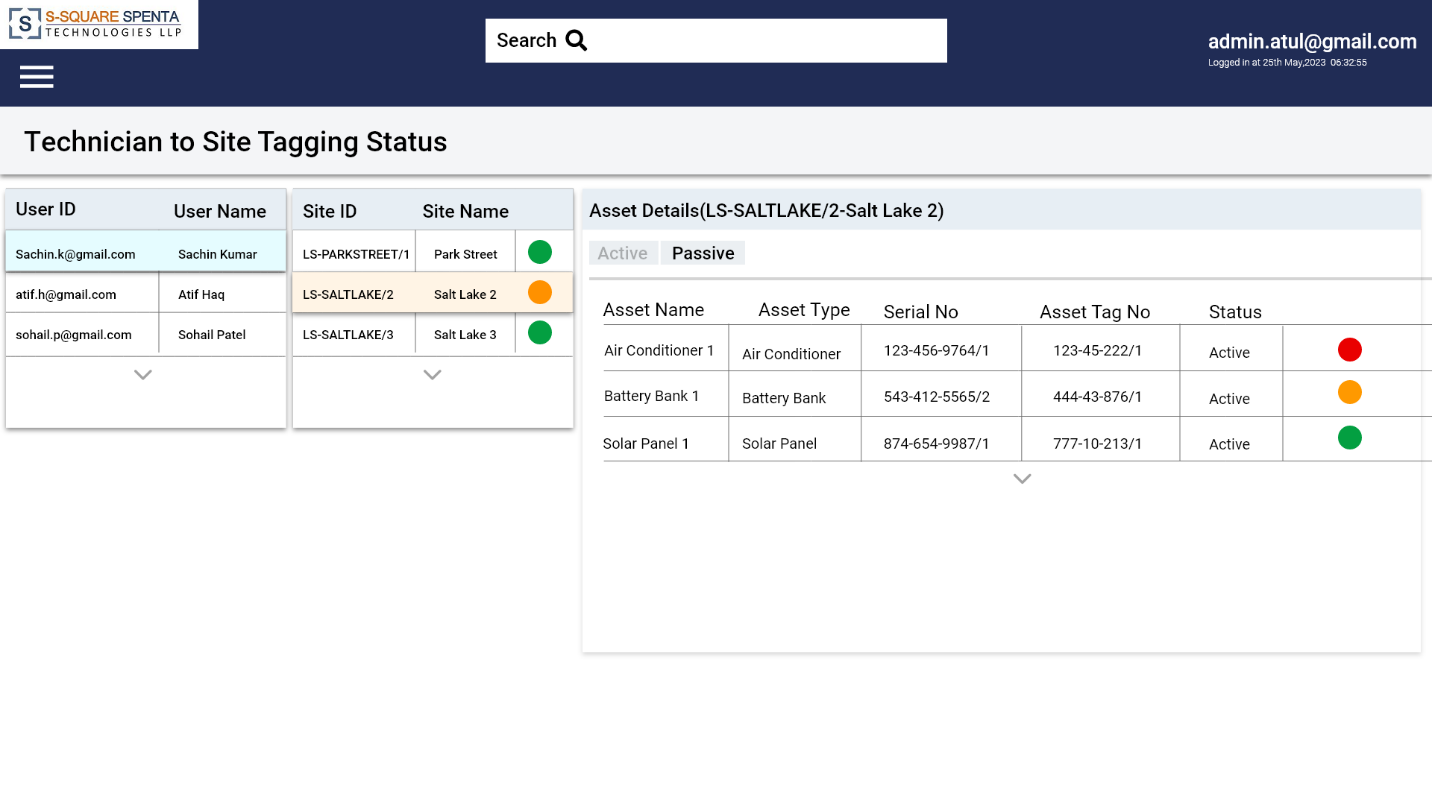 S
S-SQUARE SPENTA
TECHNOLOGIES LLP
Search
admin.atul@gmail.com
Logged in at 25th May,2023 06:32:55
Technician to Site Tagging Status
User ID User Name
Sachin.k@gmail.com Sachin Kumar
atif.h@gmail.com Atif Haq
sohail.p@gmail.com Sohail Patel
Site ID Site Name
LS-PARKSTREET/1 Park Street
LS-SALTLAKE/2 Salt Lake 2
LS-SALTLAKE/3 Salt Lake 3
Asset Details(LS-SALTLAKE/2-Salt Lake 2)
Active Passive
Asset Name Asset Type Serial No Asset Tag No Status
Air Conditioner 1 Air Conditioner 123-456-9764/1 123-45-222/1 Active
Battery Bank 1 Battery Bank 543-412-5565/2 444-43-876/1 Active
Solar Panel 1 Solar Panel 874-654-9987/1 777-10-213/1 Active